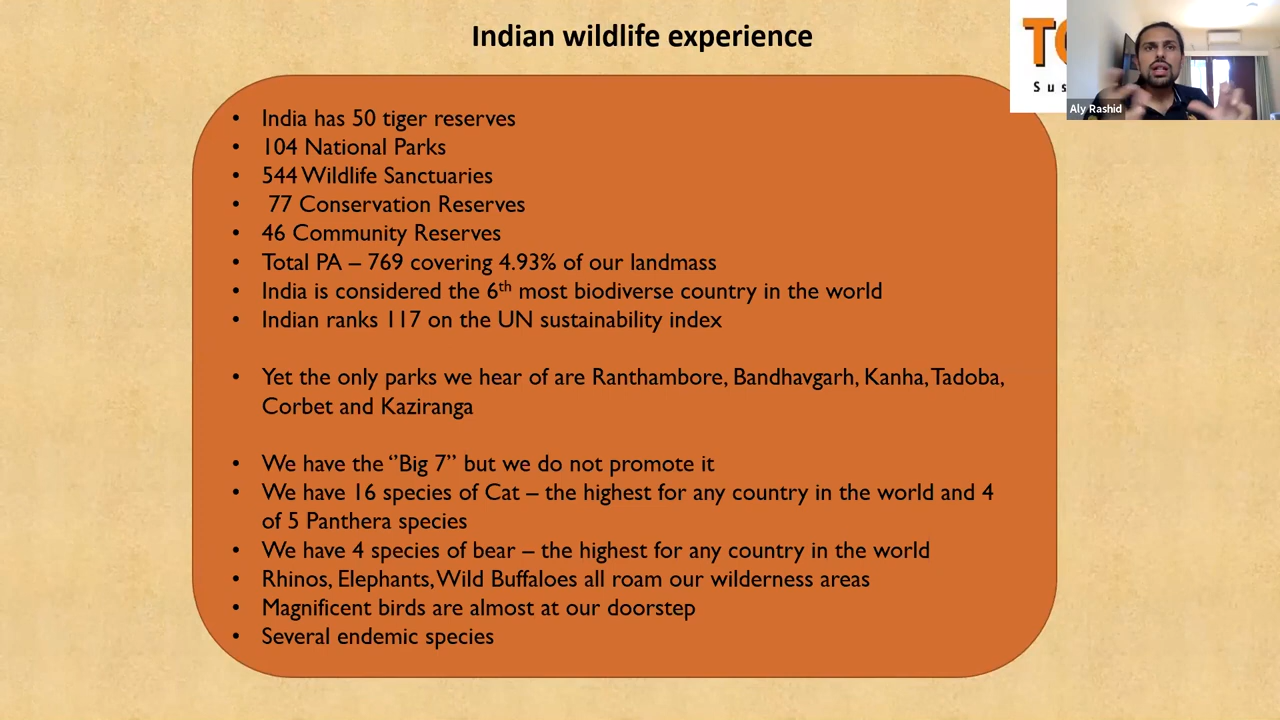 Indian wildlife experience
TO
Sus
Aly Rashid
• India has 50 tiger reserves
• 104 National Parks
• 544 Wildlife Sanctuaries
• 77 Conservation Reserves
• 46 Community Reserves
• Total PA – 769 covering 4.93% of our landmass
• India is considered the 6th most biodiverse country in the world
• Indian ranks 117 on the UN sustainability index
• Yet the only parks we hear of are Ranthambore, Bandhavgarh, Kanha, Tadoba,
Corbet and Kaziranga
• We have the ‘’Big 7’’ but we do not promote it
• We have 16 species of Cat – the highest for any country in the world and 4
of 5 Panthera species
• We have 4 species of bear – the highest for any country in the world
• Rhinos, Elephants, Wild Buffaloes all roam our wilderness areas
• Magnificent birds are almost at our doorstep
• Several endemic species